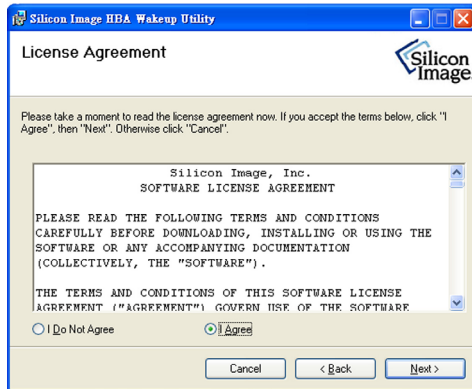 Silicon Image HBA Wakeup Utility
License Agreement
Silicon
Image
Please take a moment to read the license agreement now. If you accept the terms below, click "I
Agree", then "Next". Otherwise click "Cancel".
Silicon Image, Inc.
SOFTWARE LICENSE AGREEMENT
PLEASE READ THE FOLLOWING TERMS AND CONDITIONS
CAREFULLY BEFORE DOWNLOADING, INSTALLING OR USING THE
SOFTWARE OR ANY ACCOMPANYING DOCUMENTATION
(COLLECTIVELY, THE "SOFTWARE").
THE TERMS AND CONDITIONS OF THIS SOFTWARE LICENSE
AGREEMENT ("AGREEMENT") GOVERN USE OF THE SOFTWARE
I Do Not Agree
I Agree
Cancel
< Back
Next >